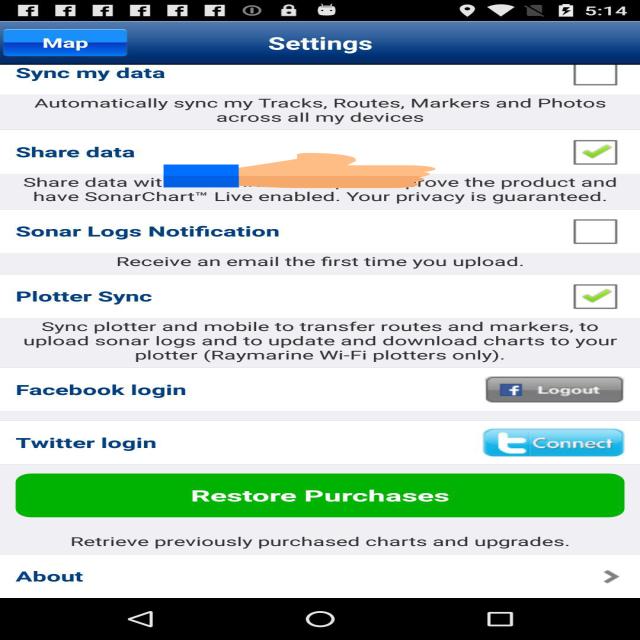 5:14
Map
Settings
Sync my data
Automatically sync my Tracks, Routes, Markers and Photos
across all my devices
Share data
Share data the product and
have SonarChart™ Live enabled. Your privacy is guaranteed.
Sonar Logs Notification
Receive an email the first time you upload.
Plotter Sync
Sync plotter and mobile to transfer routes and markers, to
upload sonar logs and to update and download charts to your
plotter (Raymarine Wi-Fi plotters only).
Facebook login
Logout
Twitter login
Connect
Restore Purchases
Retrieve previously purchased charts and upgrades.
About